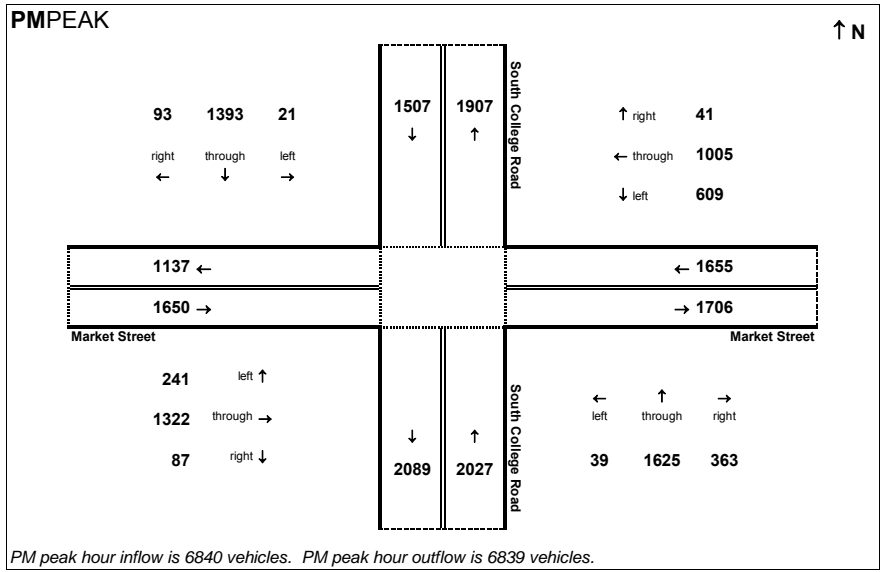 PMPEAK
↑ N
93 1393 21
right through left
← ↓ →
1507 1907
↓ ↑
South College Road
↑ right 41
← through 1005
↓ left 609
1137 ←
1650 →
Market Street
← 1655
→ 1706
Market Street
241 left ↑
1322 through →
87 right ↓
↓ ↑
2089 2027
South College Road
← ↑ →
left through right
39 1625 363
PM peak hour inflow is 6840 vehicles. PM peak hour outflow is 6839 vehicles.